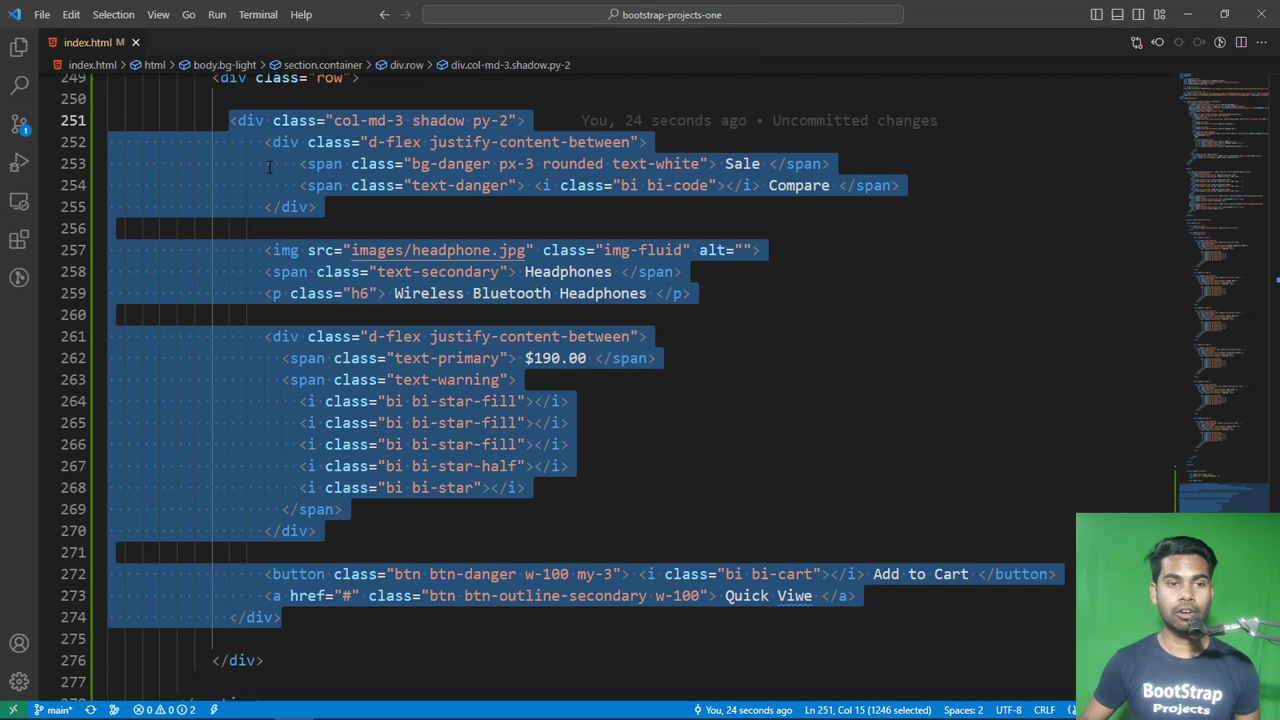 File Edit Selection View Go Run Terminal Help
bootstrap-projects-one
index.html M
index.html > html > body.bg-light > section.container > div.row > div.col-md-3.shadow.py-2
249 <div class="row">
250
251 <div class="col-md-3 shadow py-2"> You, 24 seconds ago • Uncommitted changes
252 <div class="d-flex justify-content-between">
253 <span class="bg-danger px-3 rounded text-white"> Sale </span>
254 <span class="text-danger"> <i class="bi bi-code"></i> Compare </span>
255 </div>
256
257 <img src="images/headphone.jpg" class="img-fluid" alt="">
258 <span class="text-secondary"> Headphones </span>
259 <p class="h6"> Wireless Bluetooth Headphones </p>
260
261 <div class="d-flex justify-content-between">
262 <span class="text-primary"> $190.00 </span>
263 <span class="text-warning">
264 <i class="bi bi-star-fill"></i>
265 <i class="bi bi-star-fill"></i>
266 <i class="bi bi-star-fill"></i>
267 <i class="bi bi-star-half"></i>
268 <i class="bi bi-star"></i>
269 </span>
270 </div>
271
272 <button class="btn btn-danger w-100 my-3"> <i class="bi bi-cart"></i> Add to Cart </button>
273 <a href="#" class="btn btn-outline-secondary w-100"> Quick Viwe </a>
274 </div>
275
276 </div>
277
BootStrap
Projects
main* 0 0 2 You, 24 seconds ago Ln 251, Col 15 (1246 selected) Spaces: 2 UTF-8 CRLF